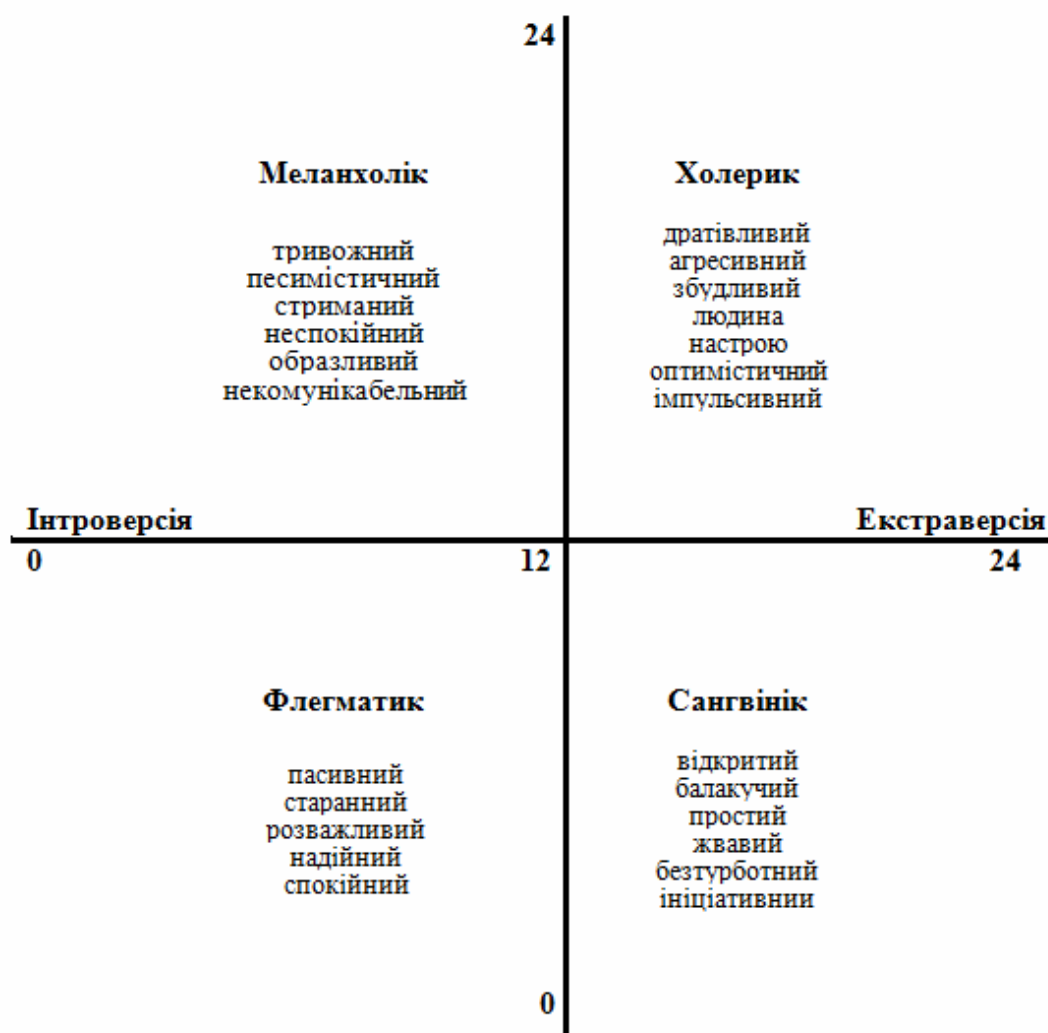 24
Меланхолік
тривожний
песимістичний
стриманий
неспокійний
образливий
некомунікабельний
Холерик
дратівливий
агресивний
збудливий
людина
настрою
оптимістичний
імпульсивний
Інтроверсія
Екстраверсія
0
12
24
Флегматик
пасивний
старанний
розважливий
надійний
спокійний
Сангвінік
відкритий
балакучий
простий
жвавий
безтурботний
ініціативнии
0